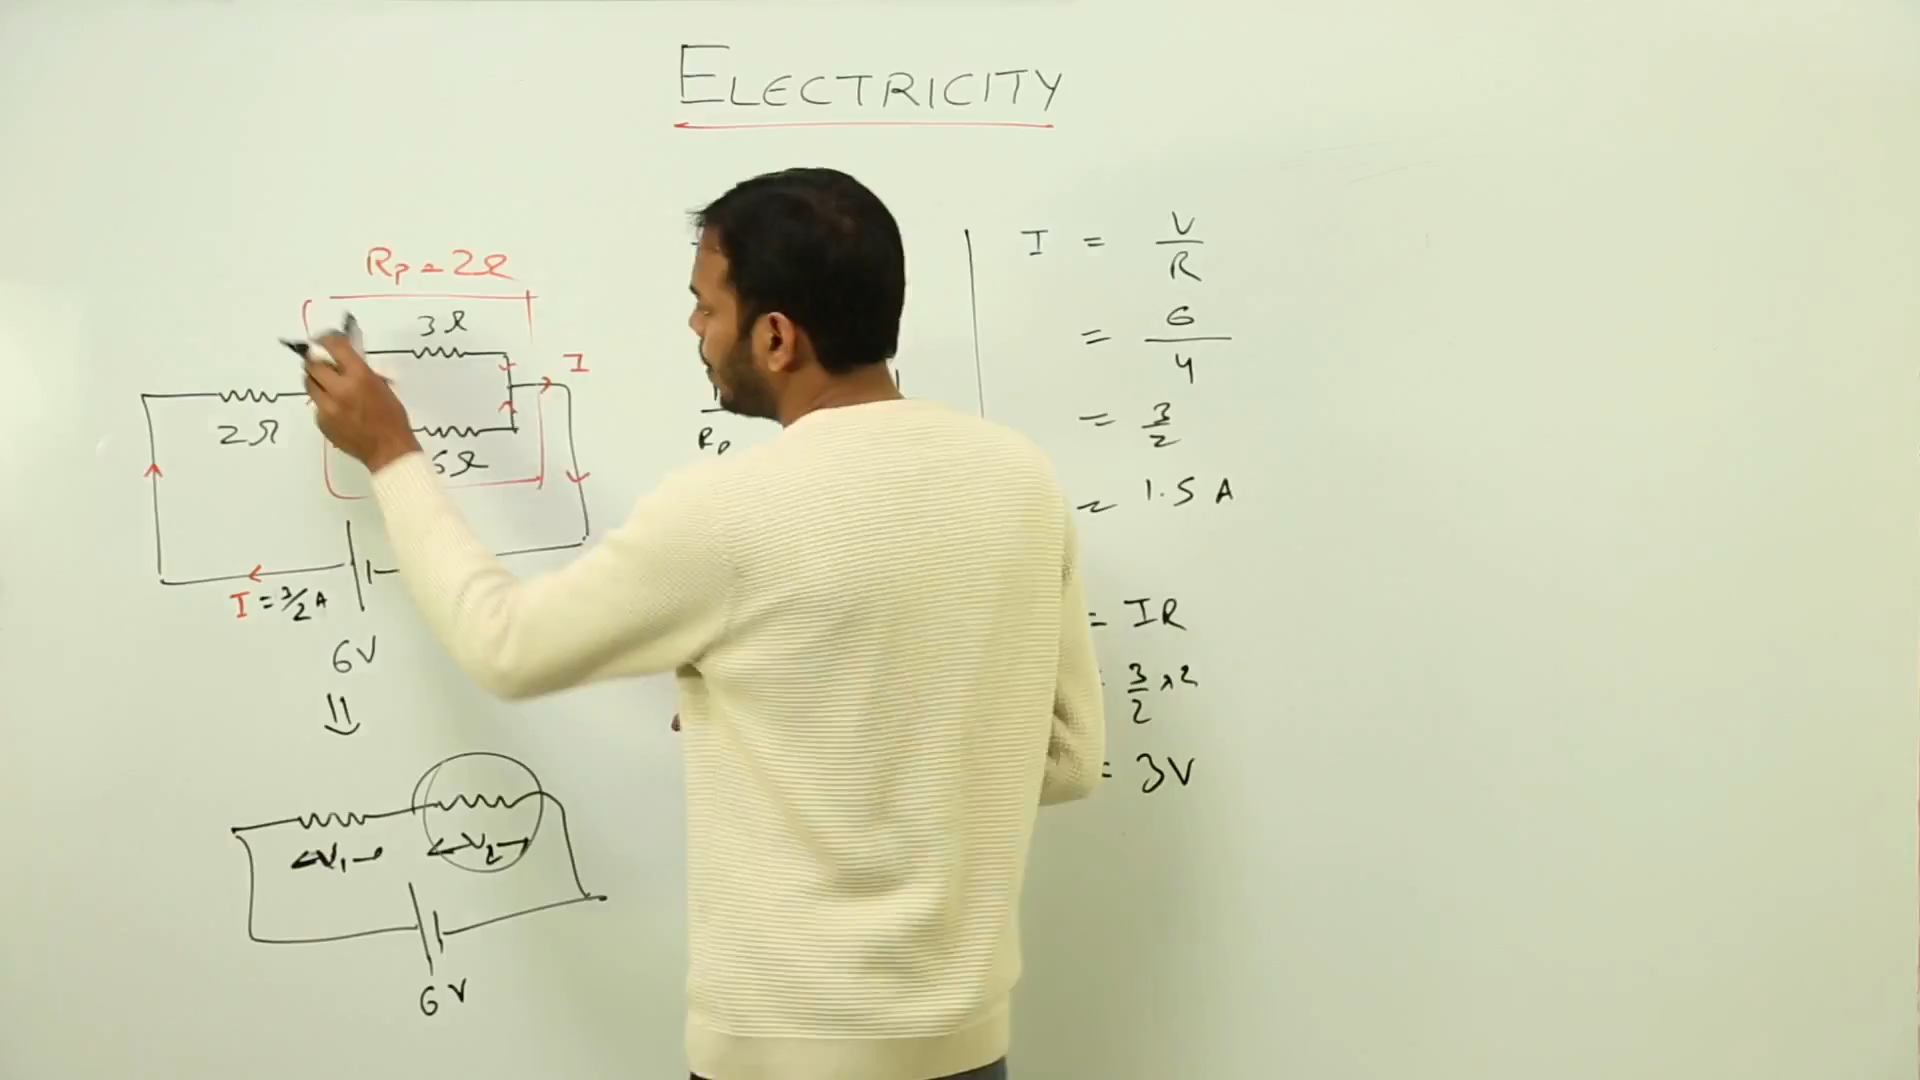 ELECTRICITY
Rp = 2Ω
3Ω
I
2Ω
6Ω
I = 3/2 A
6V
V1
V2
6V
Rp
I = V/R
= 6/4
= 3/2
= 1.5 A
= IR
= 3/2 × 2
= 3V